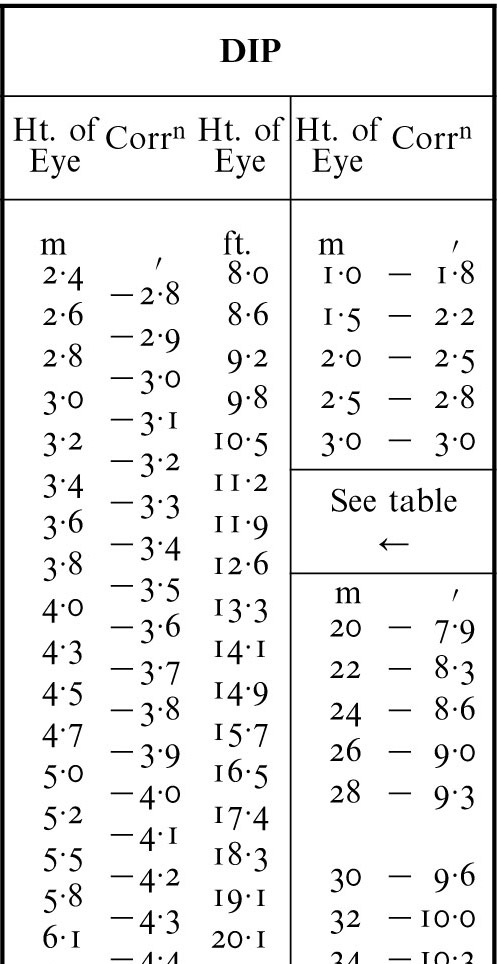 DIP
Ht. of Eye Corrⁿ Ht. of Eye Ht. of Eye Corrⁿ
m ′ ft. m ′
2·4 8·0 1·0 – 1·8
–2·8
2·6 8·6 1·5 – 2·2
–2·9
2·8 9·2 2·0 – 2·5
–3·0
3·0 9·8 2·5 – 2·8
–3·1
3·2 10·5 3·0 – 3·0
–3·2
3·4 11·2 See table
–3·3
3·6 11·9 ←
–3·4
3·8 12·6 m ′
–3·5
4·0 13·3 20 – 7·9
–3·6
4·3 14·1 22 – 8·3
–3·7
4·5 14·9 24 – 8·6
–3·8
4·7 15·7 26 – 9·0
–3·9
5·0 16·5 28 – 9·3
–4·0
5·2 17·4
–4·1
5·5 18·3 30 – 9·6
–4·2
5·8 19·1 32 –10·0
–4·3
6·1 20·1 34 –10·3
–4·4